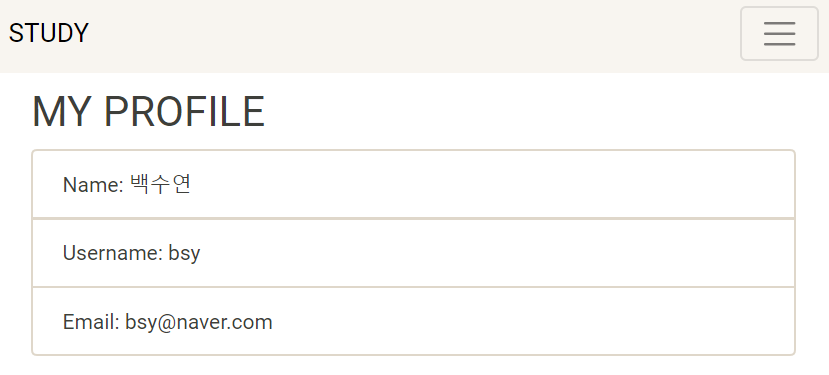 STUDY
MY PROFILE
Name: 백수연
Username: bsy
Email: bsy@naver.com